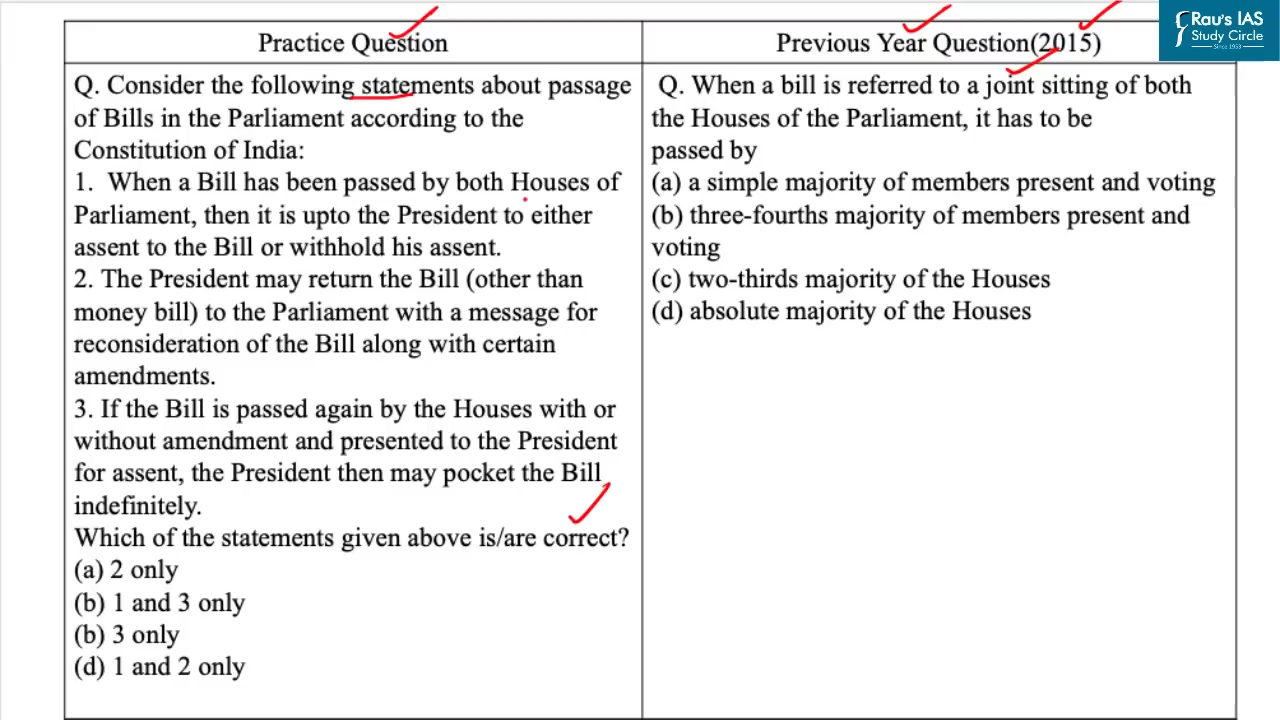 Rau's IAS
Study Circle
Since 1953
Practice Question
Previous Year Question(2015)
Q. Consider the following statements about passage
of Bills in the Parliament according to the
Constitution of India:
1. When a Bill has been passed by both Houses of
Parliament, then it is upto the President to either
assent to the Bill or withhold his assent.
2. The President may return the Bill (other than
money bill) to the Parliament with a message for
reconsideration of the Bill along with certain
amendments.
3. If the Bill is passed again by the Houses with or
without amendment and presented to the President
for assent, the President then may pocket the Bill
indefinitely.
Which of the statements given above is/are correct?
(a) 2 only
(b) 1 and 3 only
(b) 3 only
(d) 1 and 2 only
Q. When a bill is referred to a joint sitting of both
the Houses of the Parliament, it has to be
passed by
(a) a simple majority of members present and voting
(b) three-fourths majority of members present and
voting
(c) two-thirds majority of the Houses
(d) absolute majority of the Houses